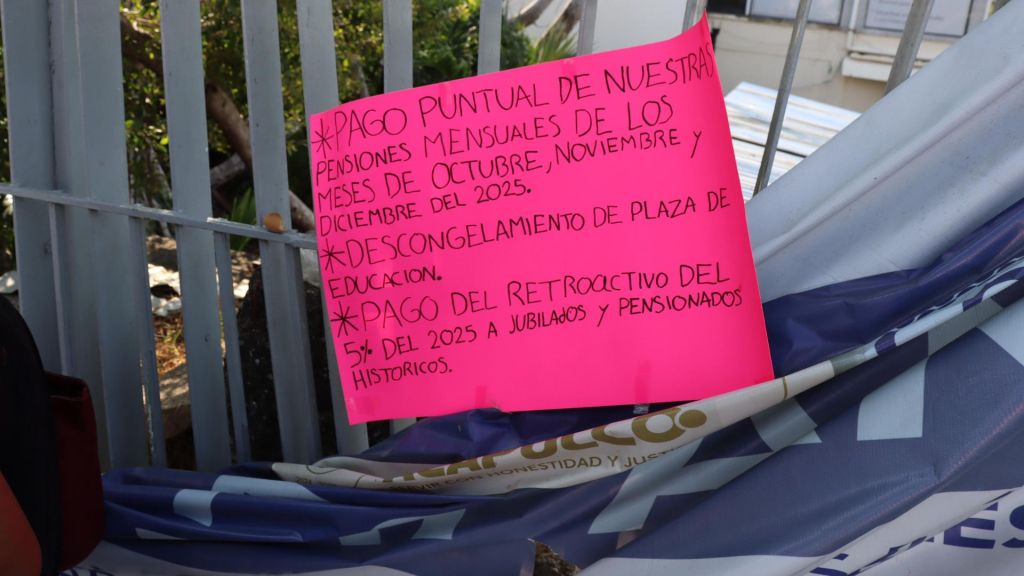 *PAGO PUNTUAL DE NUESTRAS
PENSIONES MENSUALES DE LOS
MESES DE OCTUBRE, NOVIEMBRE Y
DICIEMBRE DEL 2025.
*DESCONGELAMIENTO DE PLAZA DE
EDUCACION.
*PAGO DEL RETROACTIVO DEL
5% DEL 2025 A JUBILADOS Y PENSIONADOS
HISTORICOS.
ACAPULCO
HONESTIDAD Y